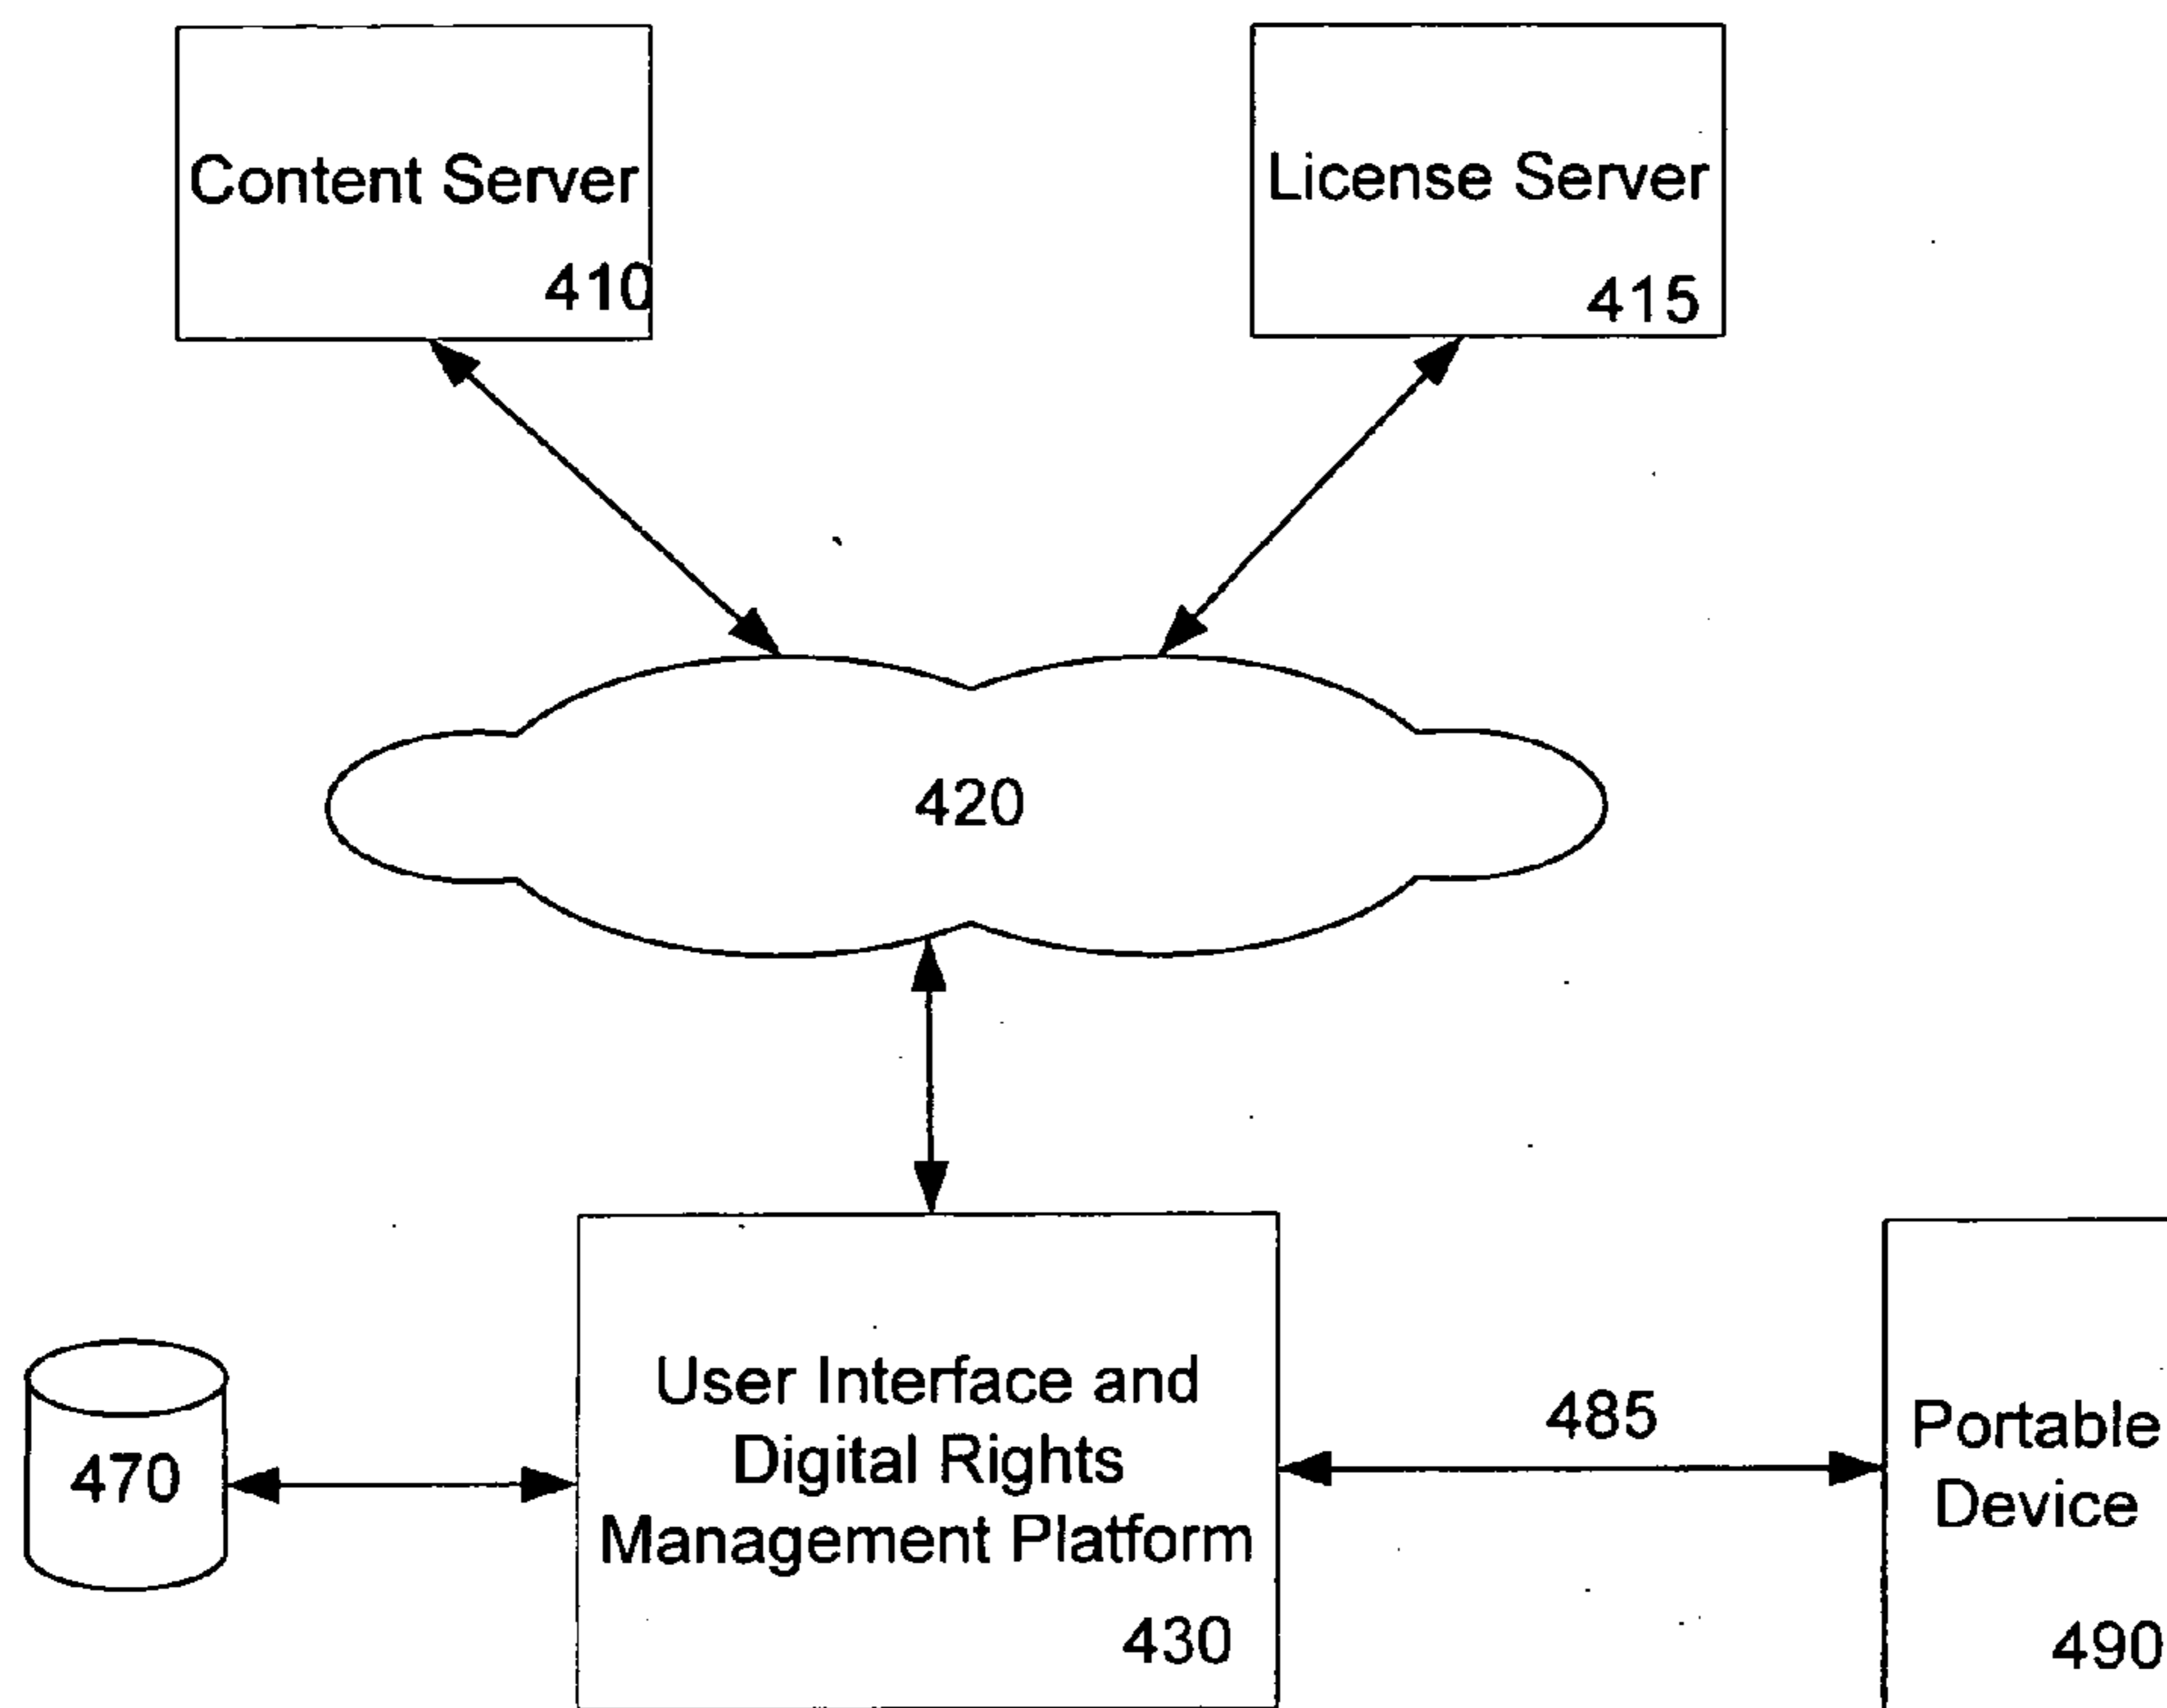 Content Server
410
License Server
415
420
User Interface and
Digital Rights
Management Platform
430
470
485
Portable
Device
490